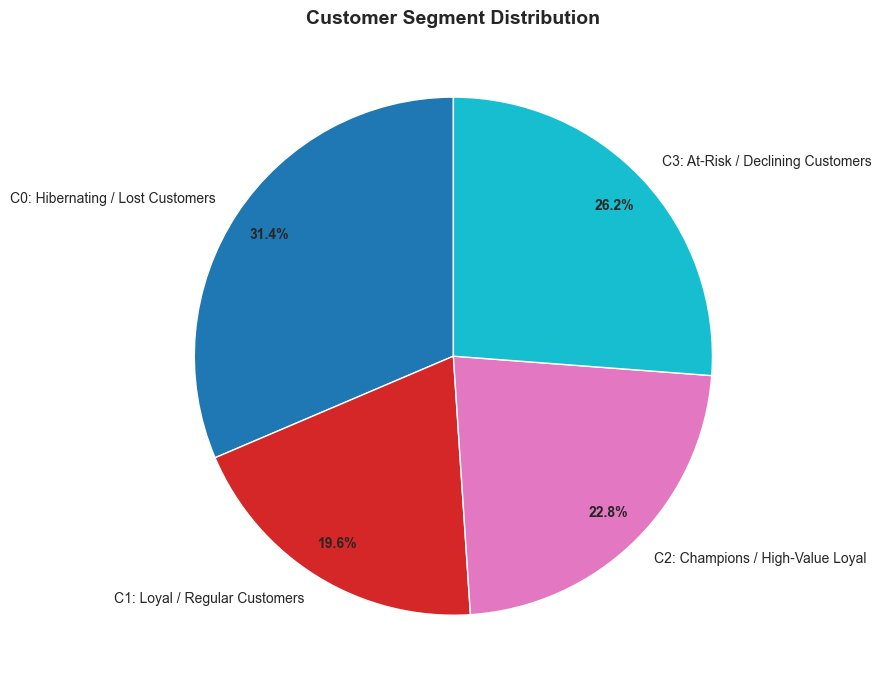 Customer Segment Distribution
C3: At-Risk / Declining Customers
C0: Hibernating / Lost Customers
26.2%
31.4%
22.8%
19.6%
C2: Champions / High-Value Loyal
C1: Loyal / Regular Customers